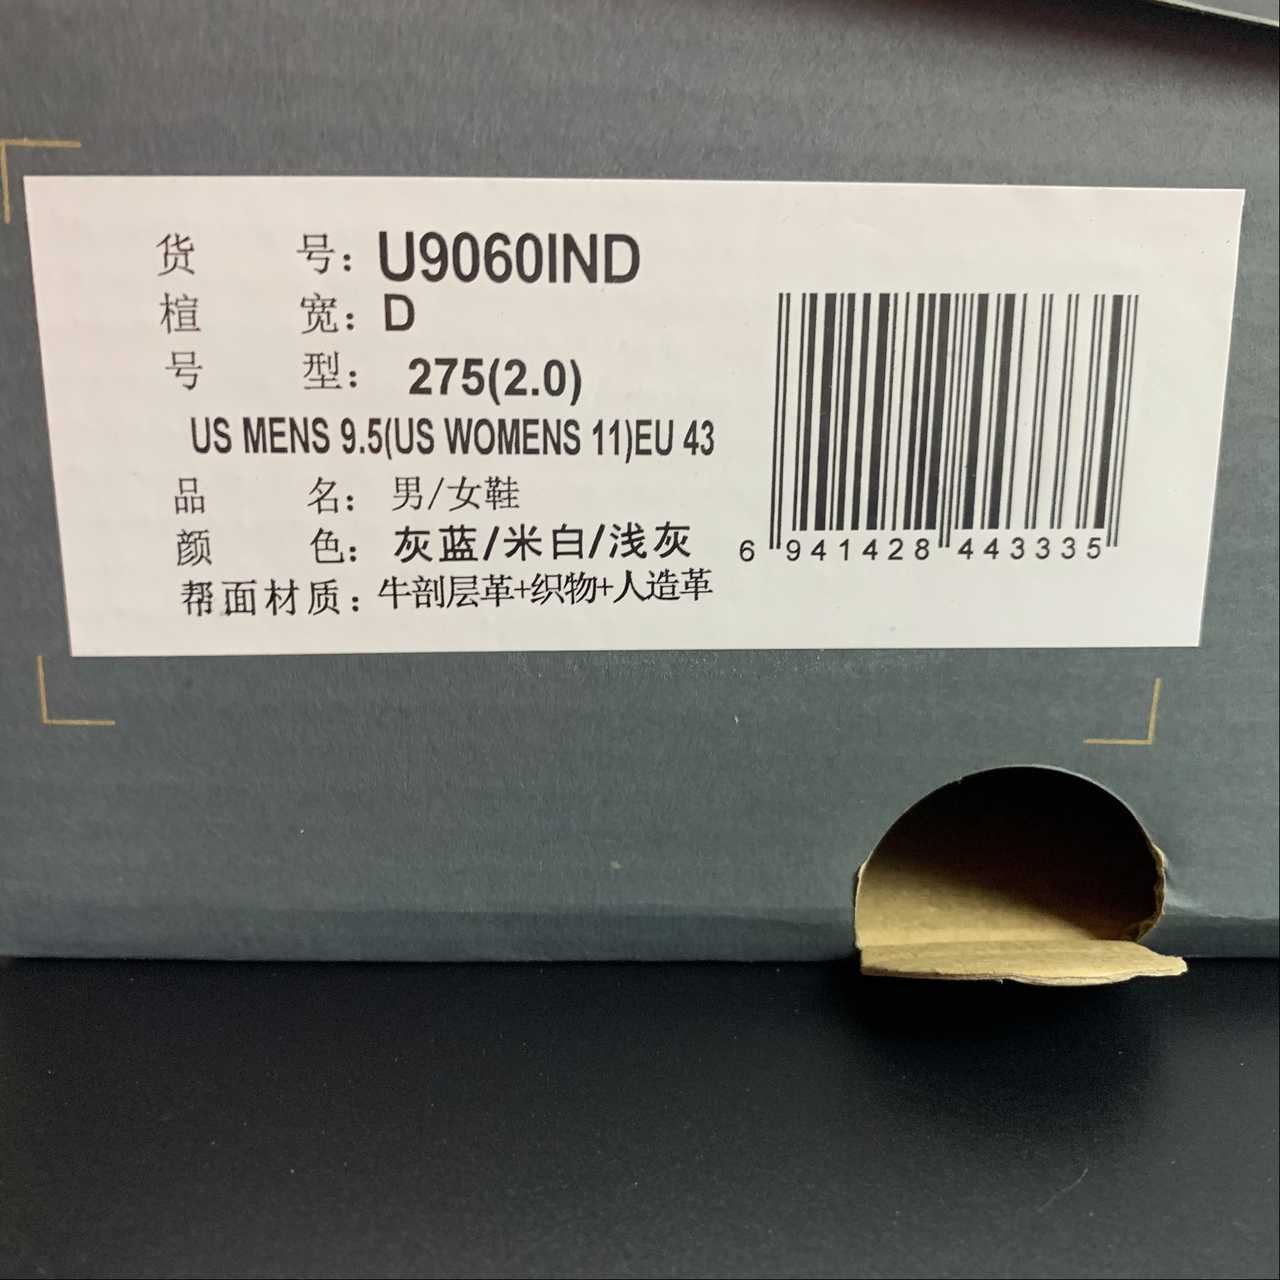 货 号：U9060IND
楦 宽：D
号 型：275(2.0)
US MENS 9.5(US WOMENS 11)EU 43
品 名：男/女鞋
颜 色：灰蓝/米白/浅灰
帮面材质：牛剖层革+织物+人造革
6 941428 443335